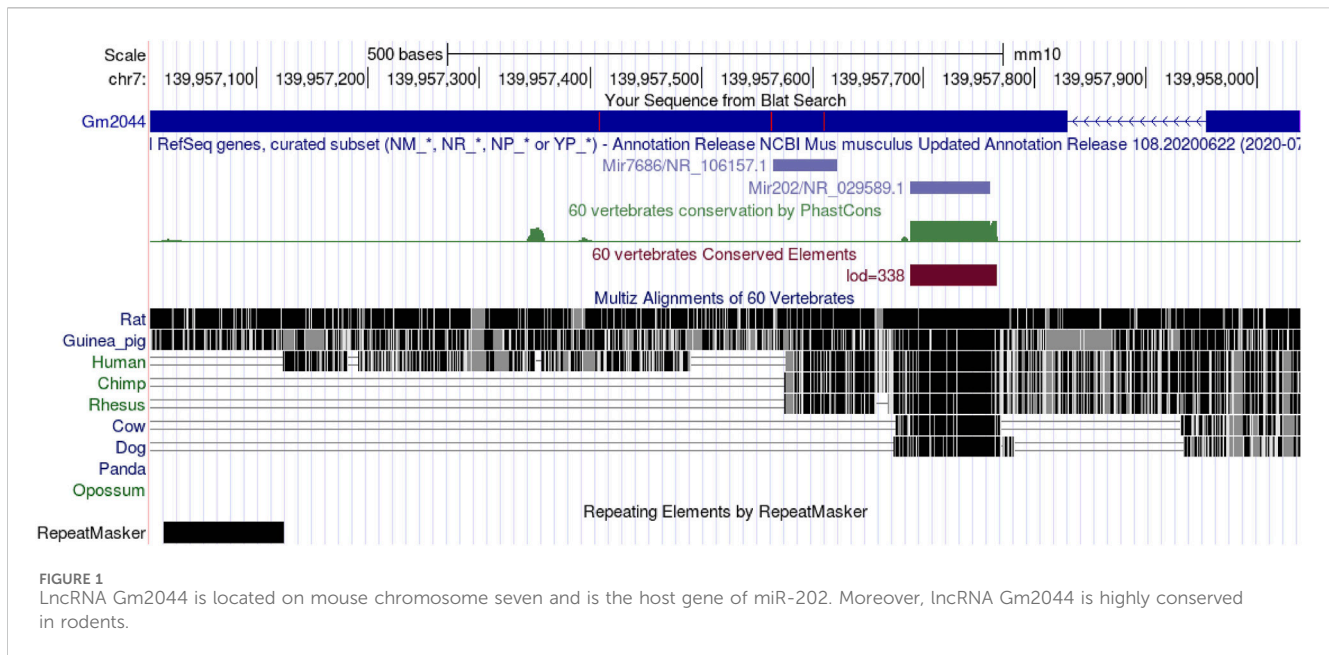 Scale 500 bases mm10
chr7: 139,957,100 139,957,200 139,957,300 139,957,400 139,957,500 139,957,600 139,957,700 139,957,800 139,957,900 139,958,000
Your Sequence from Blat Search
Gm2044
l RefSeq genes, curated subset (NM_*, NR_*, NP_* or YP_*) - Annotation Release NCBI Mus musculus Updated Annotation Release 108.20200622 (2020-07
Mir7686/NR_106157.1
Mir202/NR_029589.1
60 vertebrates conservation by PhastCons
60 vertebrates Conserved Elements
lod=338
Multiz Alignments of 60 Vertebrates
Rat
Guinea_pig
Human
Chimp
Rhesus
Cow
Dog
Panda
Opossum
Repeating Elements by RepeatMasker
RepeatMasker
FIGURE 1
LncRNA Gm2044 is located on mouse chromosome seven and is the host gene of miR-202. Moreover, lncRNA Gm2044 is highly conserved
in rodents.